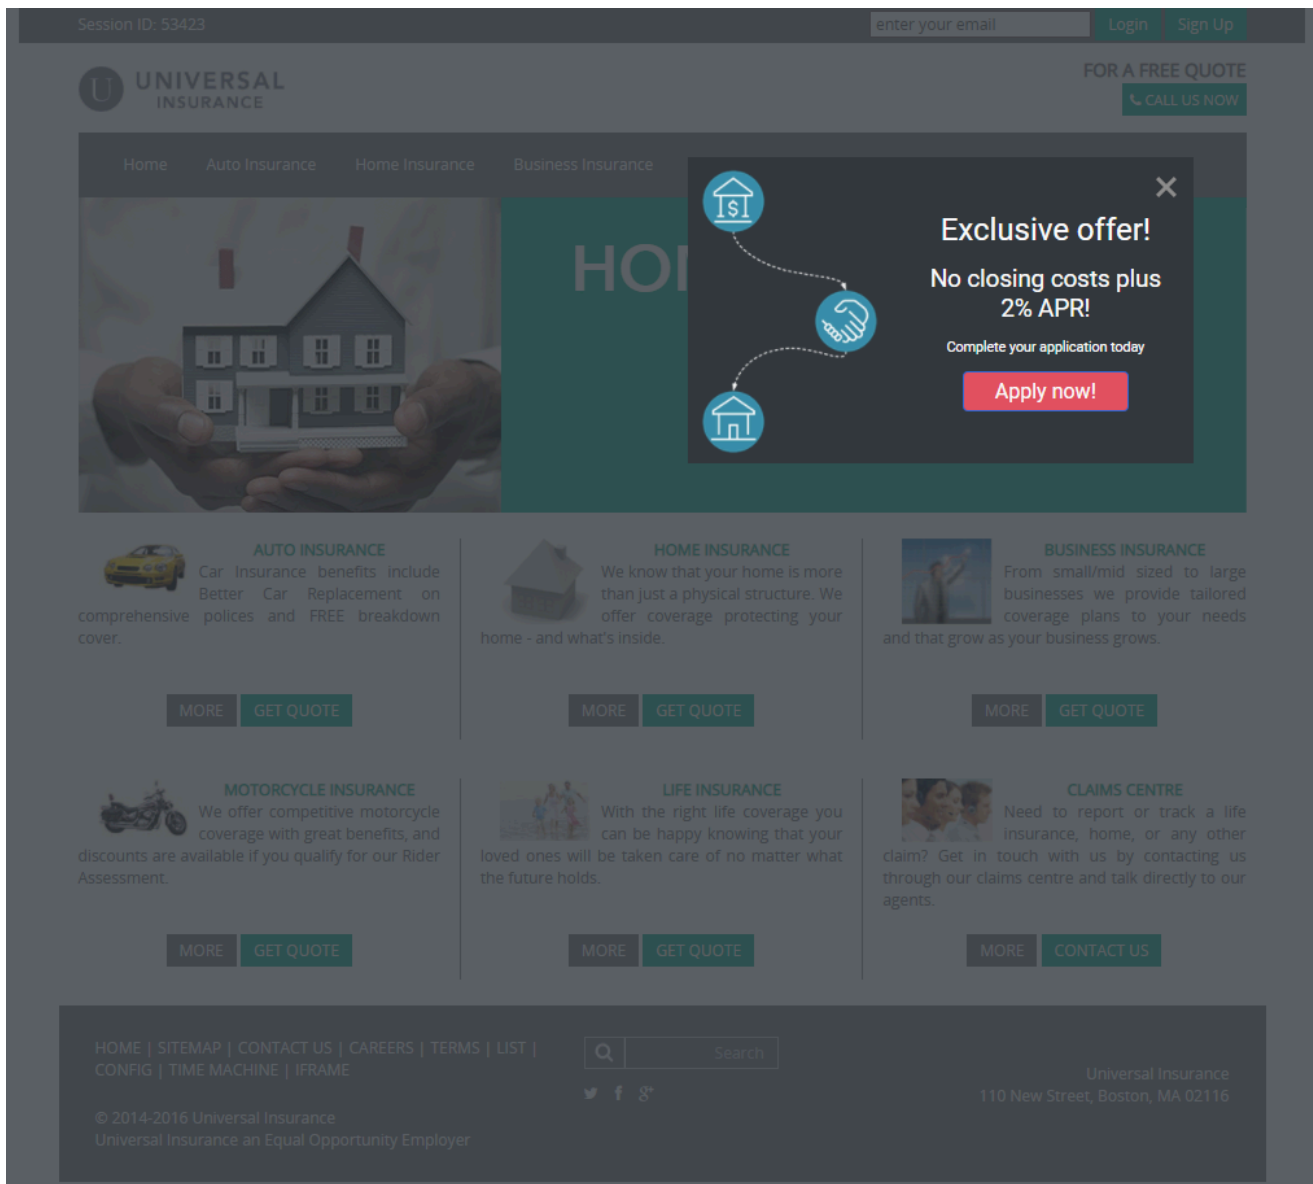 Session ID: 53423
enter your email
Login
Sign Up
U UNIVERSAL
INSURANCE
FOR A FREE QUOTE
CALL US NOW
Home Auto Insurance Home Insurance Business Insurance
HO
Exclusive offer!
No closing costs plus
2% APR!
Complete your application today
Apply now!
AUTO INSURANCE
Car Insurance benefits include
Better Car Replacement on
comprehensive polices and FREE breakdown
cover.
MORE GET QUOTE
HOME INSURANCE
We know that your home is more
than just a physical structure. We
offer coverage protecting your
home - and what's inside.
MORE GET QUOTE
BUSINESS INSURANCE
From small/mid sized to large
businesses we provide tailored
coverage plans to your needs
and that grow as your business grows.
MORE GET QUOTE
MOTORCYCLE INSURANCE
We offer competitive motorcycle
coverage with great benefits, and
discounts are available if you qualify for our Rider
Assessment.
MORE GET QUOTE
LIFE INSURANCE
With the right life coverage you
can be happy knowing that your
loved ones will be taken care of no matter what
the future holds.
MORE GET QUOTE
CLAIMS CENTRE
Need to report or track a life
insurance, home, or any other
claim? Get in touch with us by contacting us
through our claims centre and talk directly to our
agents.
MORE CONTACT US
HOME | SITEMAP | CONTACT US | CAREERS | TERMS | LIST |
CONFIG | TIME MACHINE | IFRAME
© 2014-2016 Universal Insurance
Universal Insurance an Equal Opportunity Employer
Search
Universal Insurance
110 New Street, Boston, MA 02116